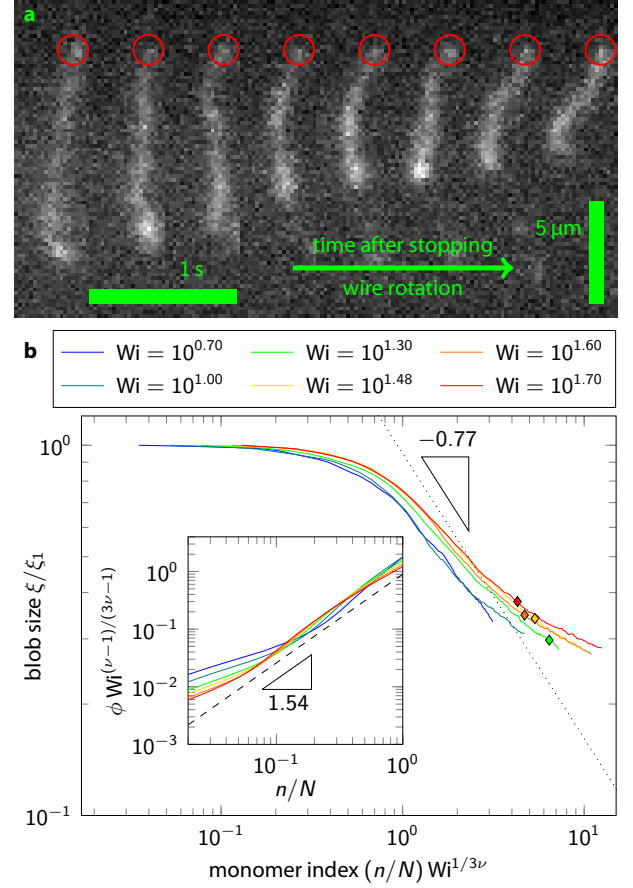 a
time after stopping
wire rotation
1 s
5 µm
b
Wi = 10^0.70
Wi = 10^1.30
Wi = 10^1.60
Wi = 10^1.00
Wi = 10^1.48
Wi = 10^1.70
10^0
−0.77
blob size ξ/ξ₁
10^0
10^−1
ϕ Wi^(ν−1)/(3ν−1)
10^−2
1.54
10^−3
10^−1
10^0
n/N
10^−1
10^−1
10^0
10^1
monomer index (n/N) Wi^1/3ν